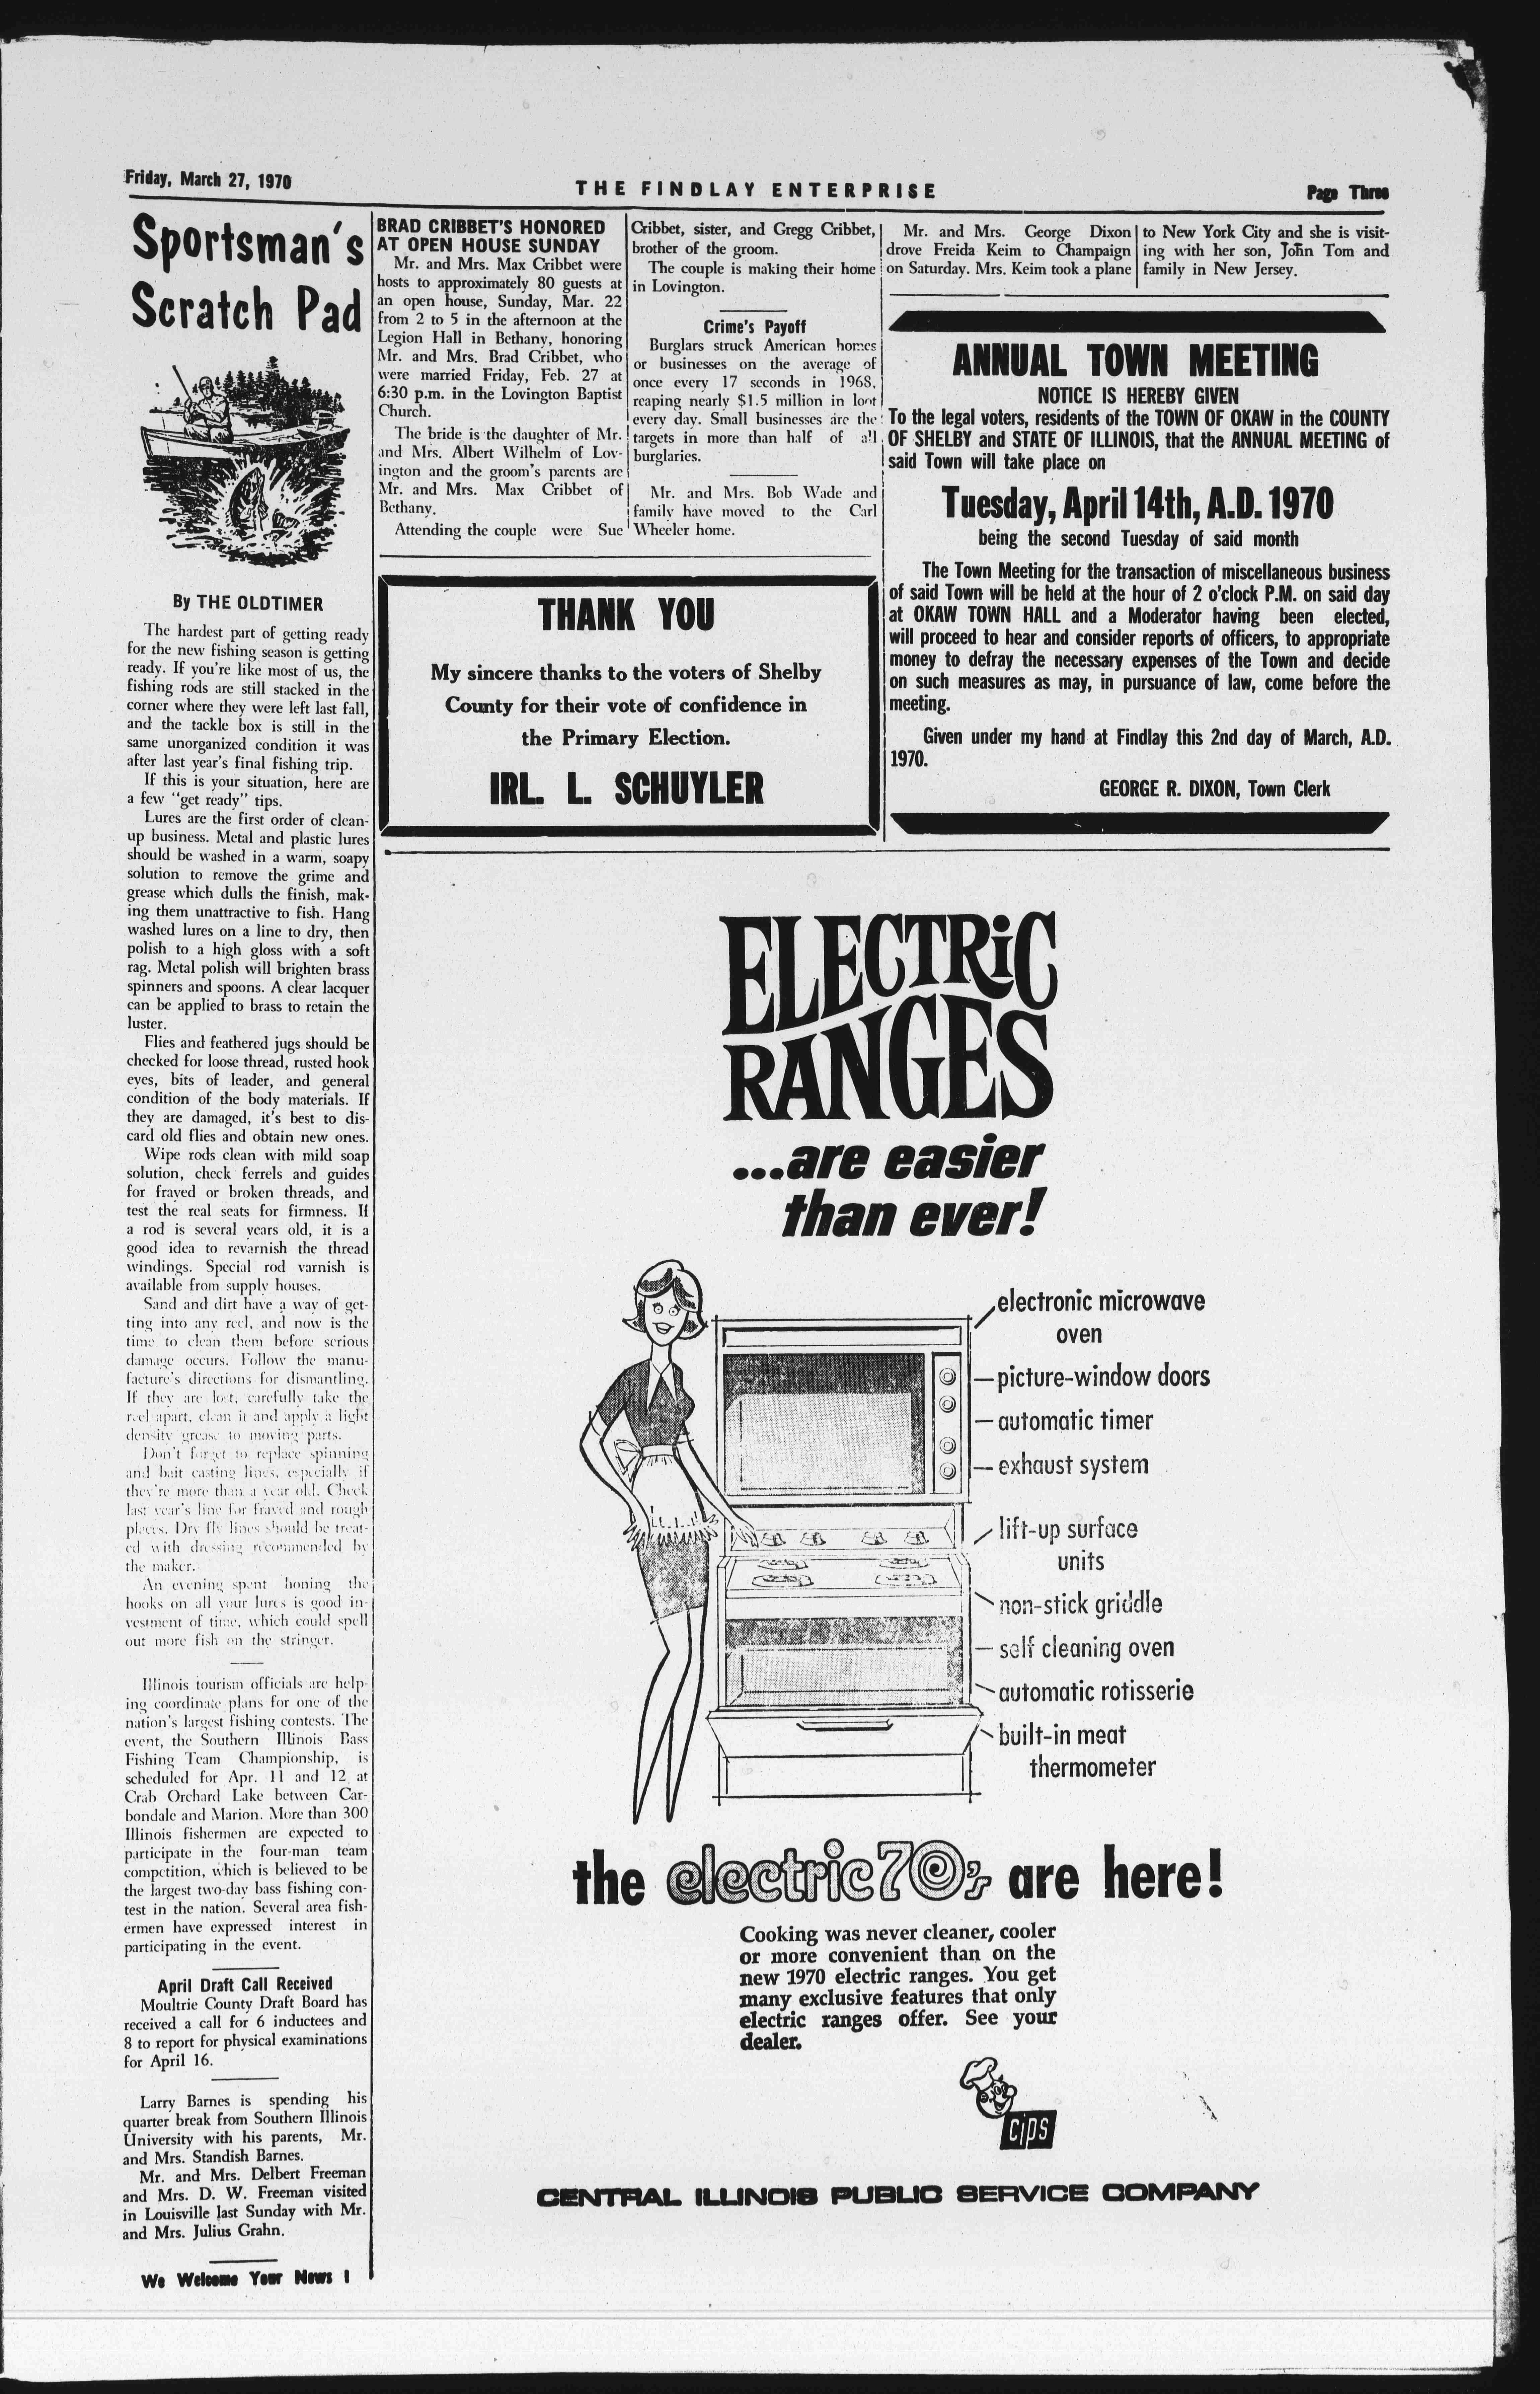 Friday, March 27, 1970
THE FINDLAY ENTERPRISE
Page Three
Sportsman's
Scratch Pad
By THE OLDTIMER
The hardest part of getting ready
for the new fishing season is getting
ready. If you're like most of us, the
fishing rods are still stacked in the
corner where they were left last fall,
and the tackle box is still in the
same unorganized condition it was
after last year's final fishing trip.
If this is your situation, here are
a few "get ready" tips.
Lures are the first order of clean-
up business. Metal and plastic lures
should be washed in a warm, soapy
solution to remove the grime and
grease which dulls the finish, mak-
ing them unattractive to fish. Hang
washed lures on a line to dry, then
polish to a high gloss with a soft
rag. Metal polish will brighten brass
spinners and spoons. A clear lacquer
can be applied to brass to retain the
luster.
Flies and feathered jugs should be
checked for loose thread, rusted hook
eyes, bits of leader, and general
condition of the body materials. If
they are damaged, it's best to dis-
card old flies and obtain new ones.
Wipe rods clean with mild soap
solution, check ferrels and guides
for frayed or broken threads, and
test the real seats for firmness. If
a rod is several years old, it is a
good idea to revarnish the thread
windings. Special rod varnish is
available from supply houses.
Sand and dirt have a way of get-
ting into any reel, and now is the
time to clean them before serious
damage occurs. Follow the manu-
facture's directions for dismantling.
If they are lost, carefully take the
reel apart, clean it and apply a light
density grease to moving parts.
Don't forget to replace spinning
and bait casting lines, especially if
they're more than a year old. Check
last year's line for frayed and rough
places. Dry fly lines should be treat-
ed with dressing recommended by
the maker.
An evening spent honing the
hooks on all your lures is good in-
vestment of time, which could spell
out more fish on the stringer.
Illinois tourism officials are help-
ing coordinate plans for one of the
nation's largest fishing contests. The
event, the Southern Illinois Bass
Fishing Team Championship, is
scheduled for Apr. 11 and 12 at
Crab Orchard Lake between Car-
bondale and Marion. More than 300
Illinois fishermen are expected to
participate in the four-man team
competition, which is believed to be
the largest two-day bass fishing con-
test in the nation. Several area fish-
ermen have expressed interest in
participating in the event.
April Draft Call Received
Moultrie County Draft Board has
received a call for 6 inductees and
8 to report for physical examinations
for April 16.
Larry Barnes is spending his
quarter break from Southern Illinois
University with his parents, Mr.
and Mrs. Standish Barnes.
Mr. and Mrs. Delbert Freeman
and Mrs. D. W. Freeman visited
in Louisville last Sunday with Mr.
and Mrs. Julius Grahn.
We Welcome Your News !
BRAD CRIBBET'S HONORED
AT OPEN HOUSE SUNDAY
Mr. and Mrs. Max Cribbet were
hosts to approximately 80 guests at
an open house, Sunday, Mar. 22
from 2 to 5 in the afternoon at the
Legion Hall in Bethany, honoring
Mr. and Mrs. Brad Cribbet, who
were married Friday, Feb. 27 at
6:30 p.m. in the Lovington Baptist
Church.
The bride is the daughter of Mr.
and Mrs. Albert Wilhelm of Lov-
ington and the groom's parents are
Mr. and Mrs. Max Cribbet of
Bethany.
Attending the couple were Sue
Cribbet, sister, and Gregg Cribbet,
brother of the groom.
The couple is making their home
in Lovington.
Crime's Payoff
Burglars struck American homes
or businesses on the average of
once every 17 seconds in 1968,
reaping nearly $1.5 million in loot
every day. Small businesses are the
targets in more than half of all
burglaries.
Mr. and Mrs. Bob Wade and
family have moved to the Carl
Wheeler home.
Mr. and Mrs. George Dixon
drove Freida Keim to Champaign
on Saturday. Mrs. Keim took a plane
to New York City and she is visit-
ing with her son, John Tom and
family in New Jersey.
THANK YOU
My sincere thanks to the voters of Shelby
County for their vote of confidence in
the Primary Election.
IRL. L. SCHUYLER
ANNUAL TOWN MEETING
NOTICE IS HEREBY GIVEN
To the legal voters, residents of the TOWN OF OKAW in the COUNTY
OF SHELBY and STATE OF ILLINOIS, that the ANNUAL MEETING of
said Town will take place on
Tuesday, April 14th, A.D. 1970
being the second Tuesday of said month
The Town Meeting for the transaction of miscellaneous business
of said Town will be held at the hour of 2 o'clock P.M. on said day
at OKAW TOWN HALL and a Moderator having been elected,
will proceed to hear and consider reports of officers, to appropriate
money to defray the necessary expenses of the Town and decide
on such measures as may, in pursuance of law, come before the
meeting.
Given under my hand at Findlay this 2nd day of March, A.D.
1970.
GEORGE R. DIXON, Town Clerk
ELECTRiC
RANGES
...are easier
than ever!
electronic microwave
oven
picture-window doors
automatic timer
exhaust system
lift-up surface
units
non-stick griddle
self cleaning oven
automatic rotisserie
built-in meat
thermometer
the electric 70's are here!
Cooking was never cleaner, cooler
or more convenient than on the
new 1970 electric ranges. You get
many exclusive features that only
electric ranges offer. See your
dealer.
cips
CENTRAL ILLINOIS PUBLIC SERVICE COMPANY